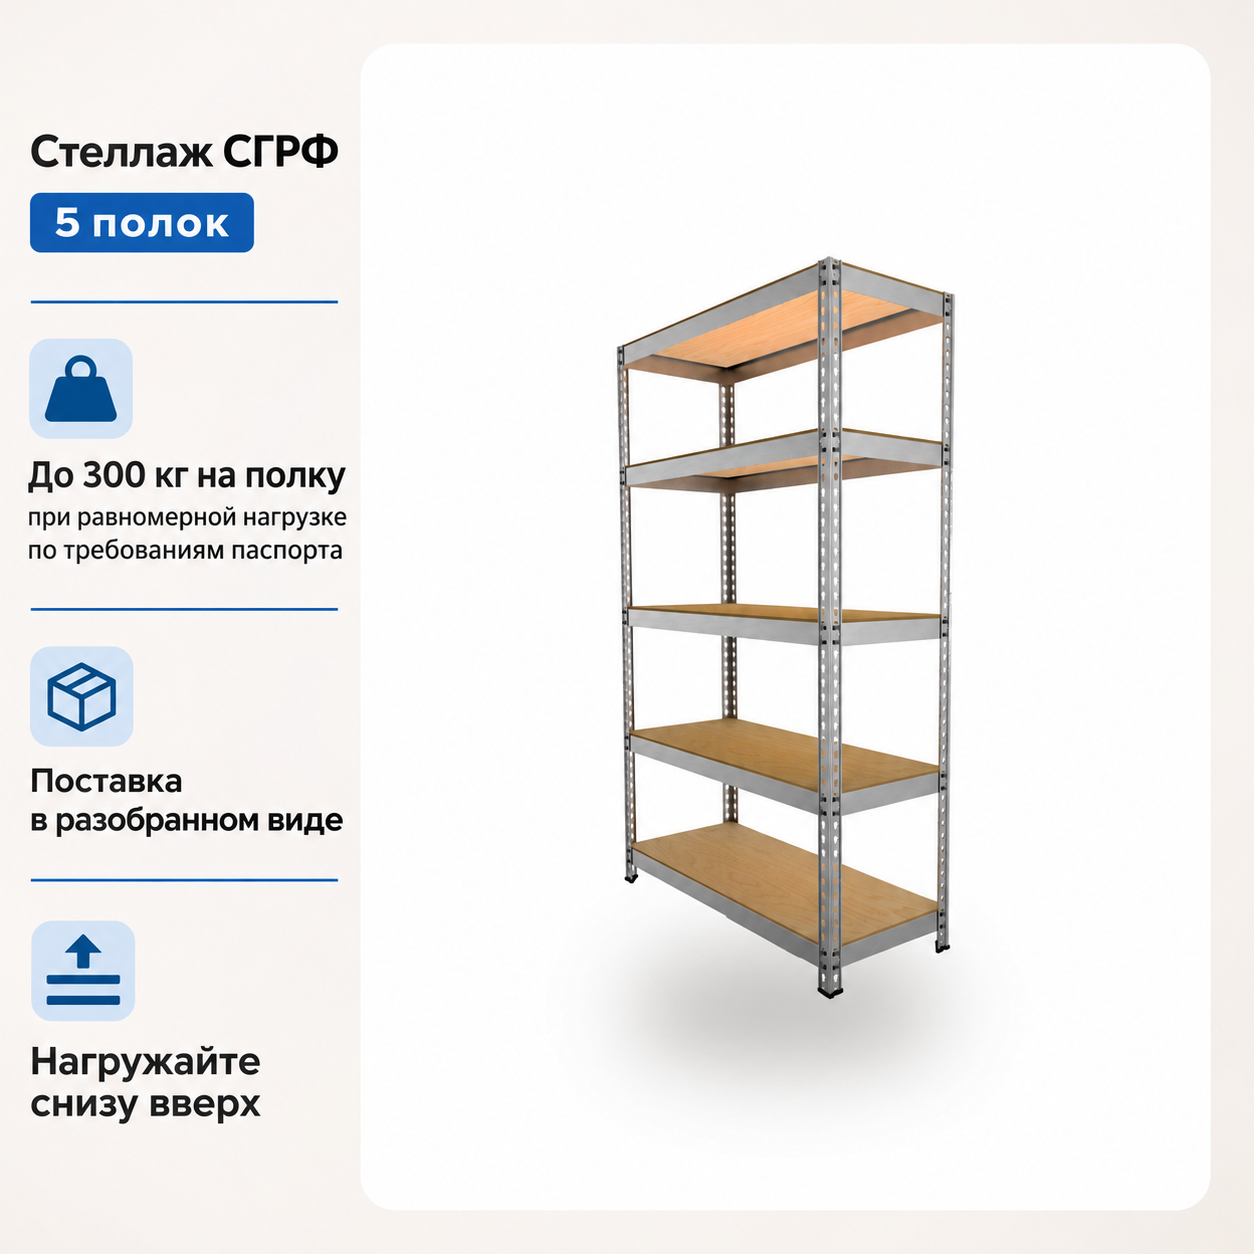 Стеллаж СГРФ
5 полок
До 300 кг на полку
при равномерной нагрузке
по требованиям паспорта
Поставка
в разобранном виде
Нагружайте
снизу вверх